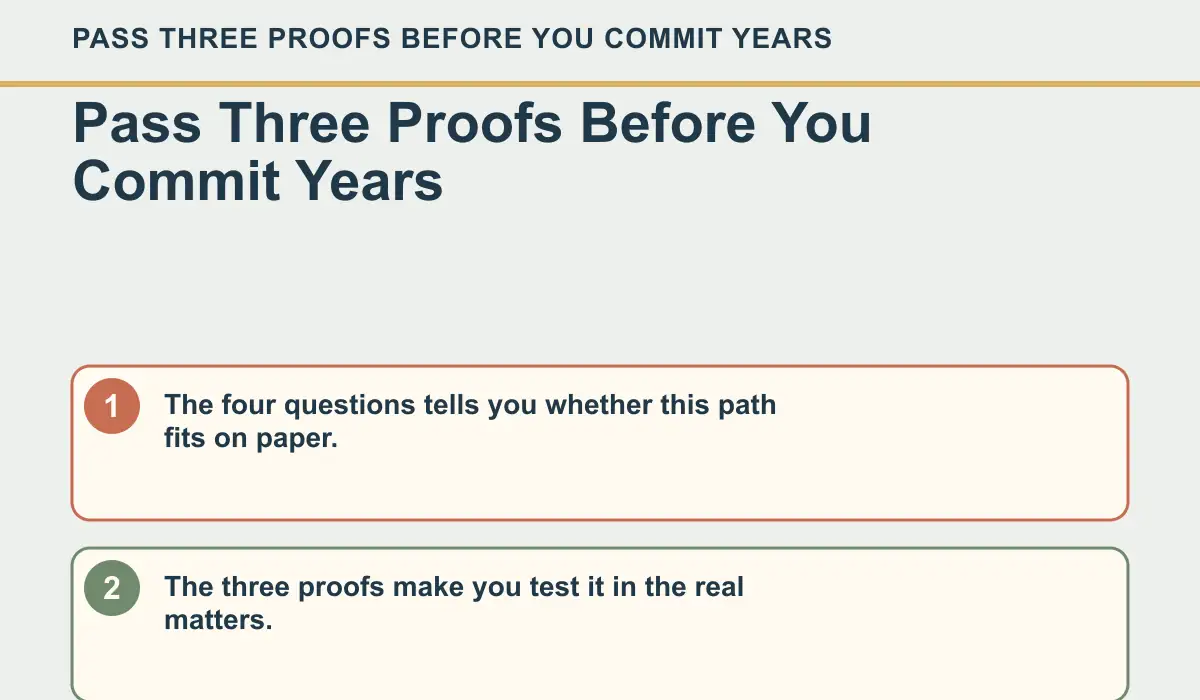 PASS THREE PROOFS BEFORE YOU COMMIT YEARS
Pass Three Proofs Before You
Commit Years
1
The four questions tells you whether this path
fits on paper.
2
The three proofs make you test it in the real
matters.